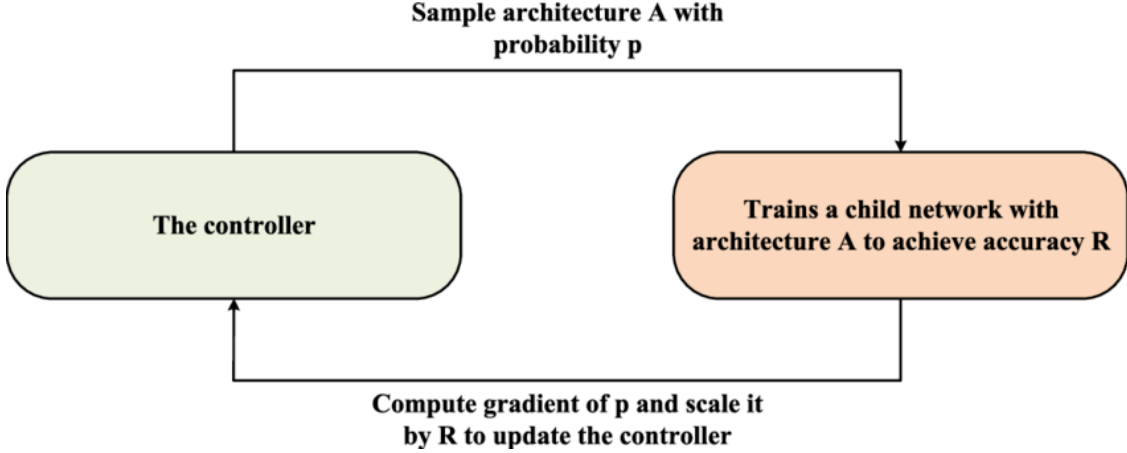 Sample architecture A with
probability p
The controller
Trains a child network with
architecture A to achieve accuracy R
Compute gradient of p and scale it
by R to update the controller